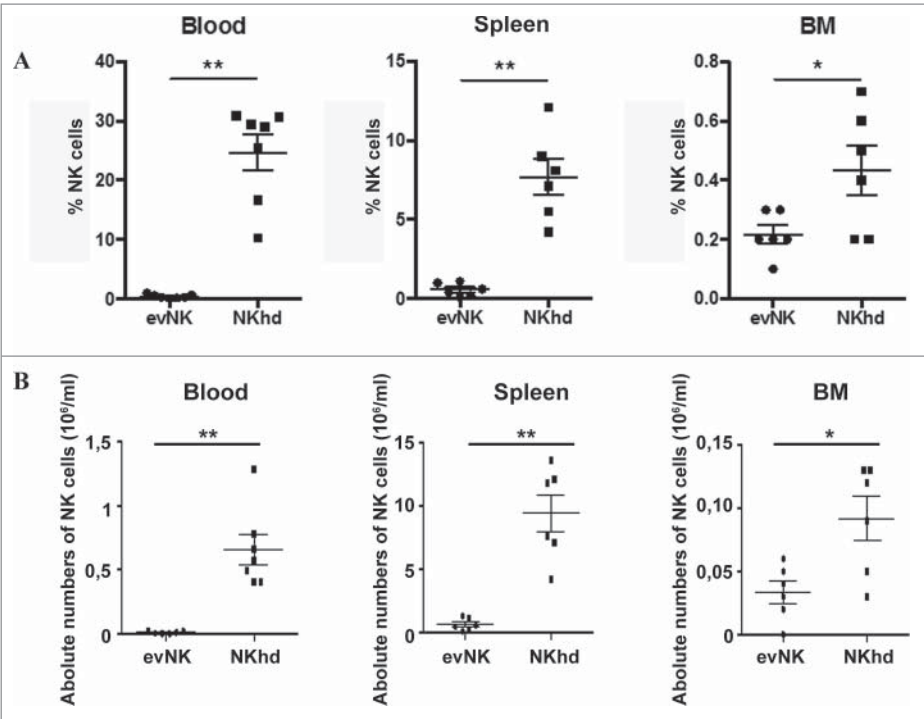 A
Blood
% NK cells
40
30
20
10
0
**
evNK
NKhd
Spleen
% NK cells
15
10
5
0
**
evNK
NKhd
BM
% NK cells
0.8
0.6
0.4
0.2
0.0
*
evNK
NKhd
B
Blood
Abolute numbers of NK cells (10⁶/ml)
1,5
1
0,5
0
**
evNK
NKhd
Spleen
Abolute numbers of NK cells (10⁶/ml)
15
10
5
0
**
evNK
NKhd
BM
Abolute numbers of NK cells (10⁶/ml)
0,15
0,10
0,05
0
*
evNK
NKhd